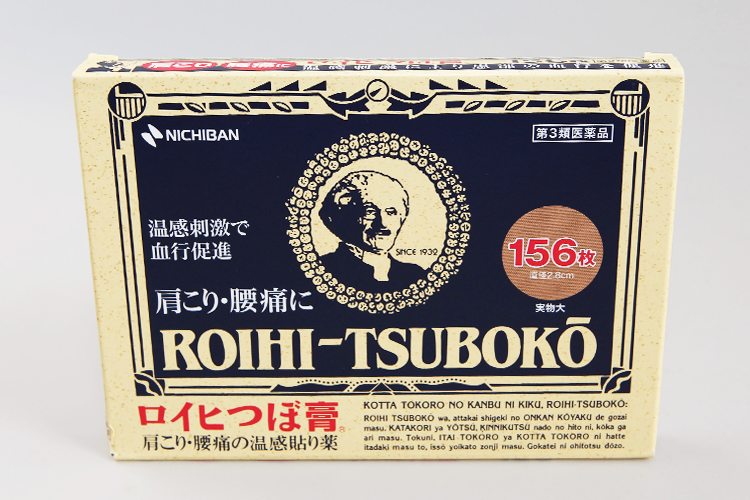 肩こり 腰痛に
NICHIBAN
第3類医薬品
温感刺激で
血行促進
SINCE 1939
156枚
直径2.8cm
実物大
肩こり・腰痛に
ROIHI-TSUBOKŌ
ロイヒつぼ膏
肩こり・腰痛の温感貼り薬
KOTTA TOKORO NO KANBU NI KIKU, ROIHI-TSUBOKŌ:
ROIHI TSUBOKŌ wa, attakai shigeki no ONKAN KŌYAKU de gozai
masu. KATAKORI ya YŌTSU, KINNIKUTSŪ nado no hito ni, kōka ga
ari masu. Tokuni, ITAI TOKORO ya KOTTA TOKORO ni hatte
itadaki masu to, issō yoikato zonji masu. Gokatei ni ohitotsu dōzo.